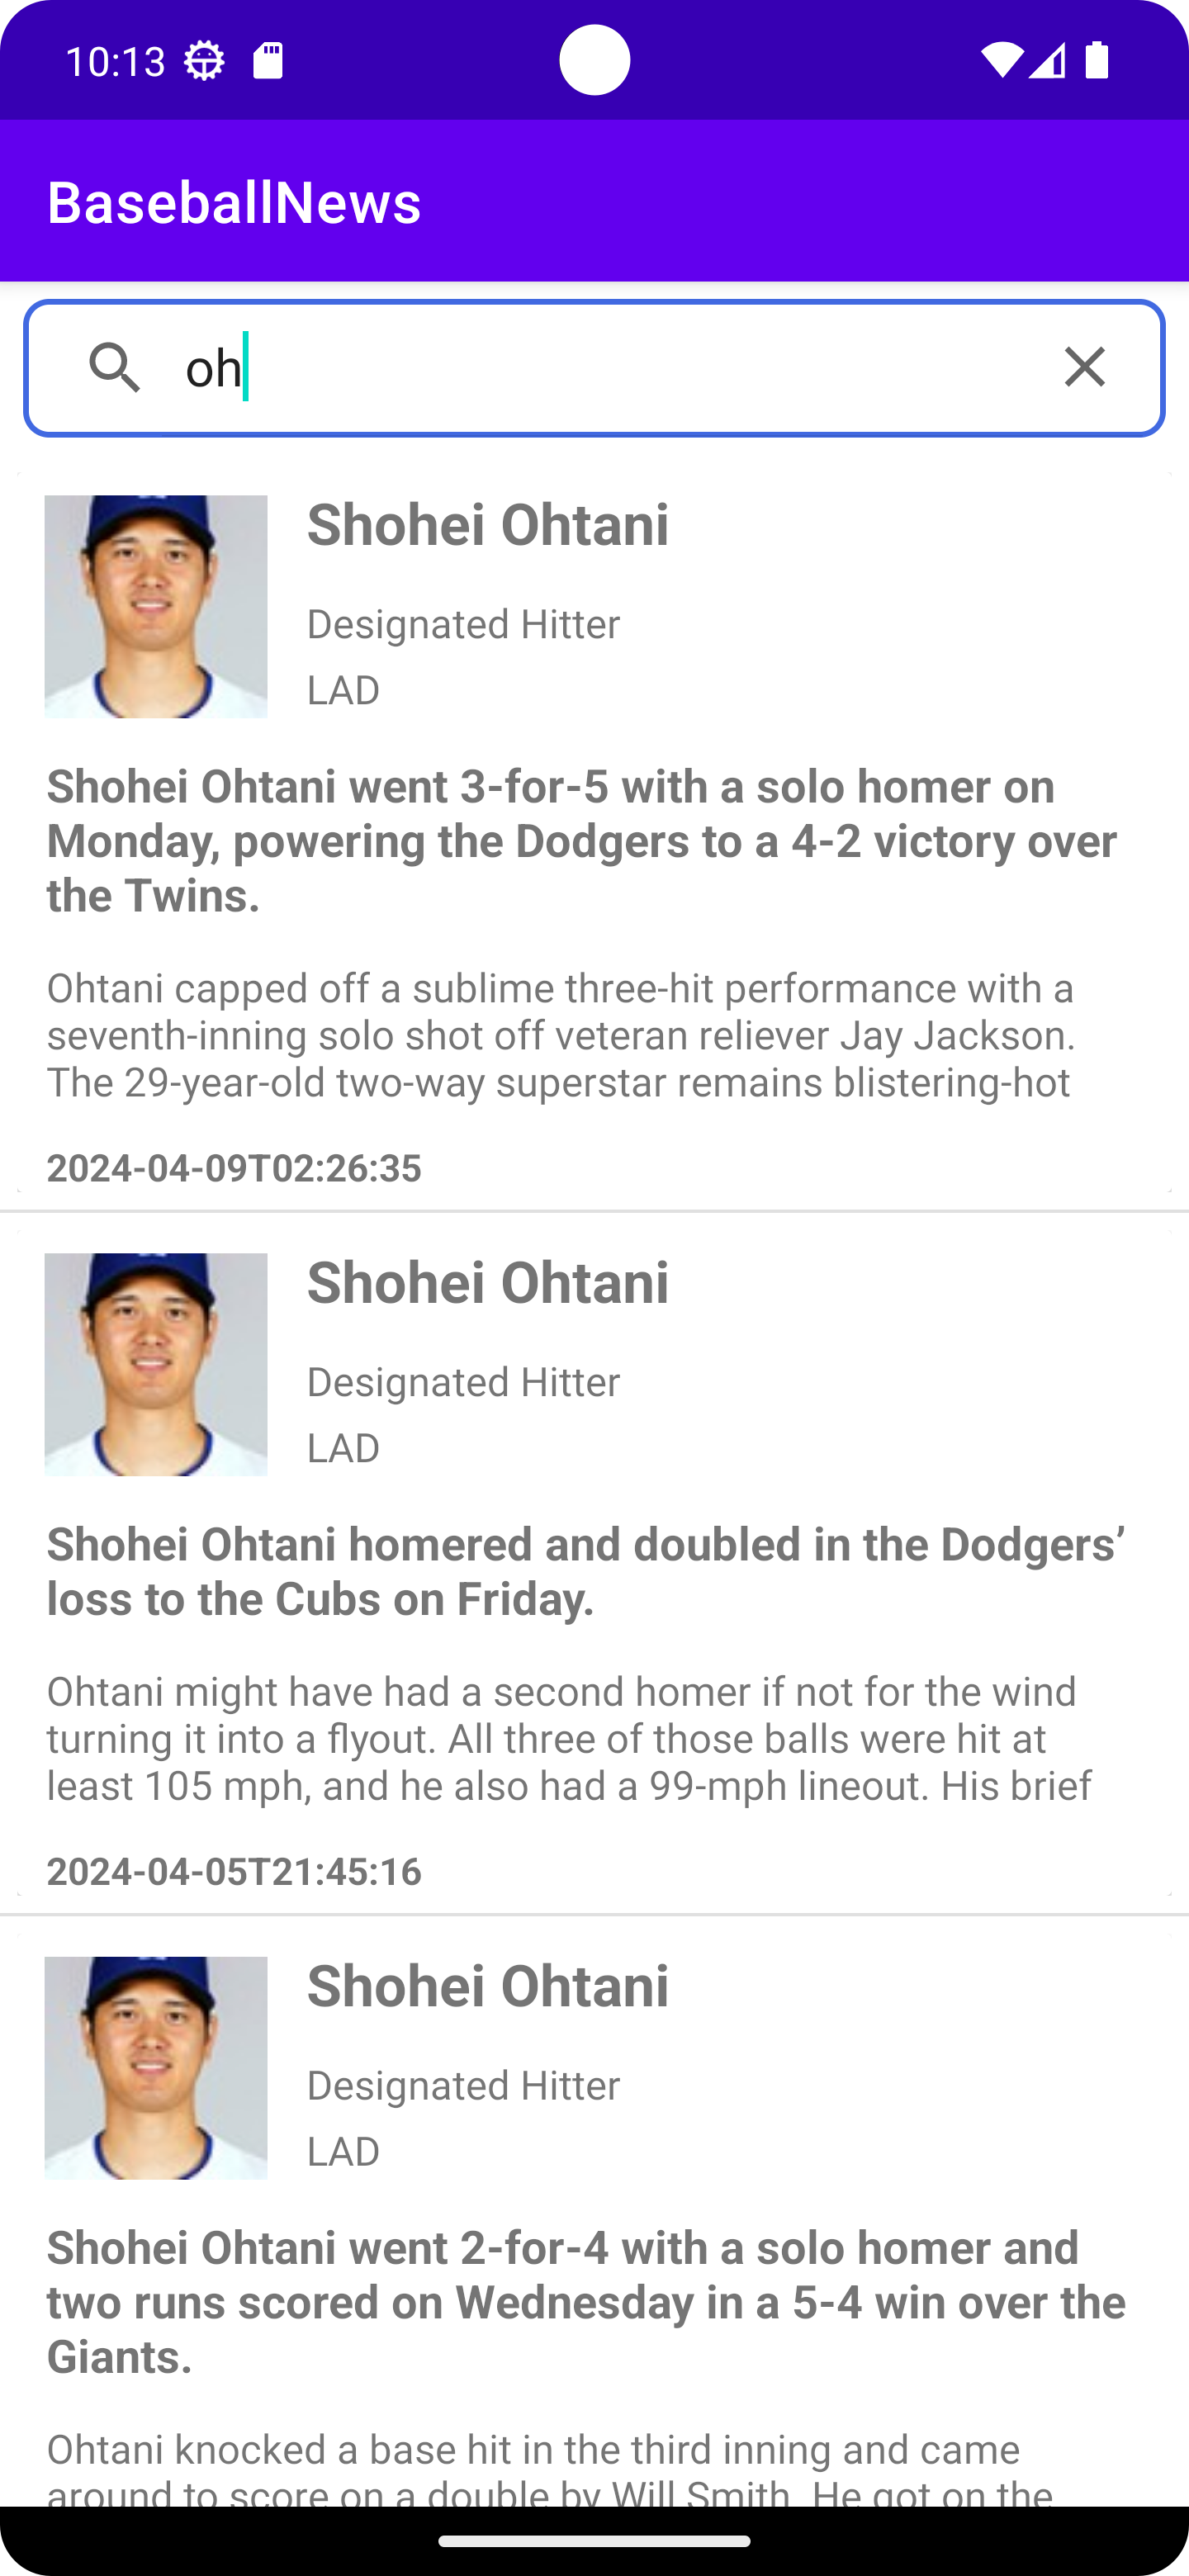 10:13
BaseballNews
oh
Shohei Ohtani
Designated Hitter
LAD
Shohei Ohtani went 3-for-5 with a solo homer on
Monday, powering the Dodgers to a 4-2 victory over
the Twins.
Ohtani capped off a sublime three-hit performance with a
seventh-inning solo shot off veteran reliever Jay Jackson.
The 29-year-old two-way superstar remains blistering-hot
2024-04-09T02:26:35
Shohei Ohtani
Designated Hitter
LAD
Shohei Ohtani homered and doubled in the Dodgers’
loss to the Cubs on Friday.
Ohtani might have had a second homer if not for the wind
turning it into a flyout. All three of those balls were hit at
least 105 mph, and he also had a 99-mph lineout. His brief
2024-04-05T21:45:16
Shohei Ohtani
Designated Hitter
LAD
Shohei Ohtani went 2-for-4 with a solo homer and
two runs scored on Wednesday in a 5-4 win over the
Giants.
Ohtani knocked a base hit in the third inning and came
around to score on a double by Will Smith. He got on the